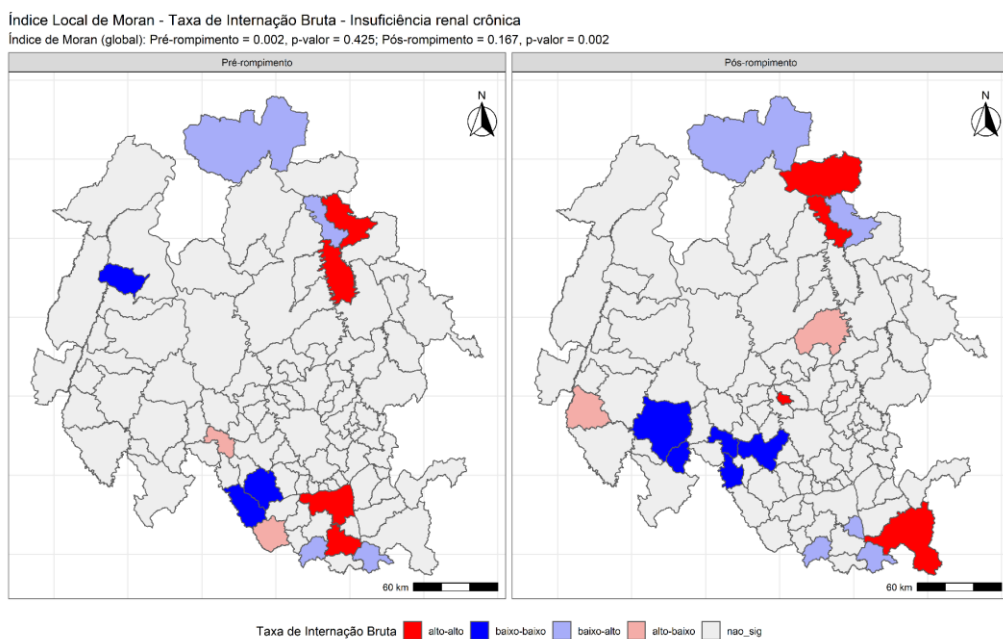 Índice Local de Moran - Taxa de Internação Bruta - Insuficiência renal crônica
Índice de Moran (global): Pré-rompimento = 0.002, p-valor = 0.425; Pós-rompimento = 0.167, p-valor = 0.002
Pré-rompimento
Pós-rompimento
N
N
60 km
60 km
Taxa de Internação Bruta alto-alto baixo-baixo baixo-alto alto-baixo nao_sig